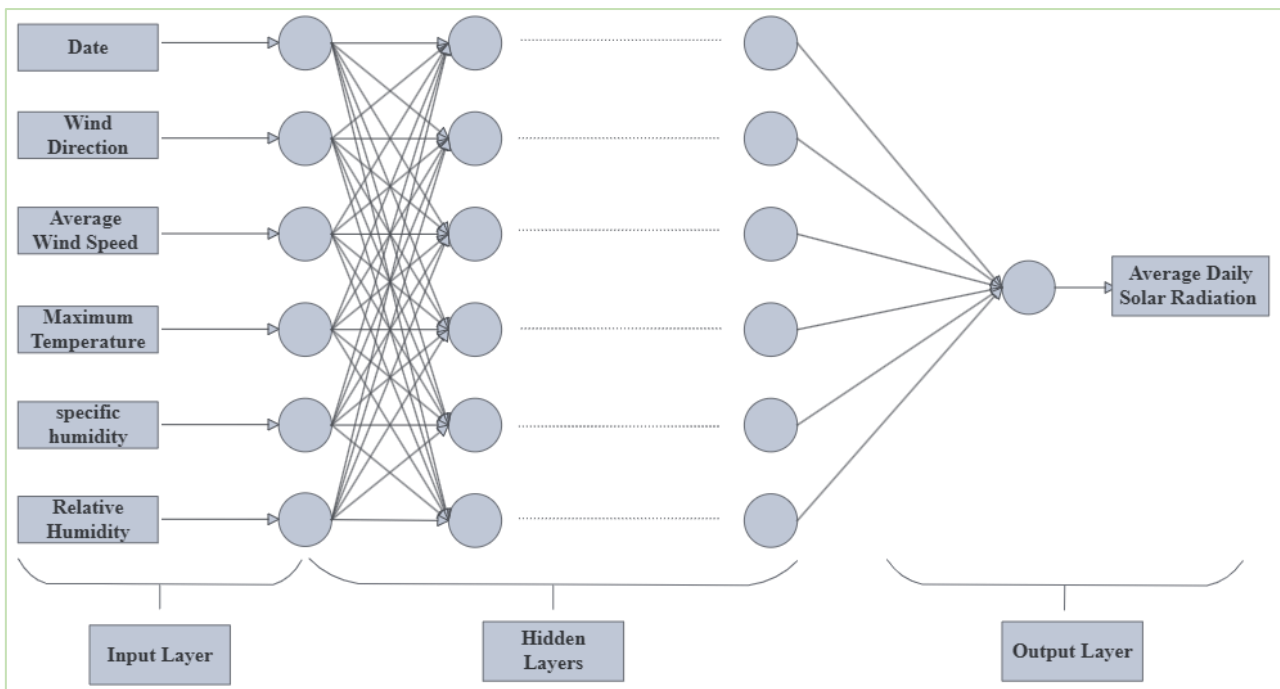 Date
Wind
Direction
Average
Wind Speed
Maximum
Temperature
specific
humidity
Relative
Humidity
Average Daily
Solar Radiation
Input Layer
Hidden
Layers
Output Layer